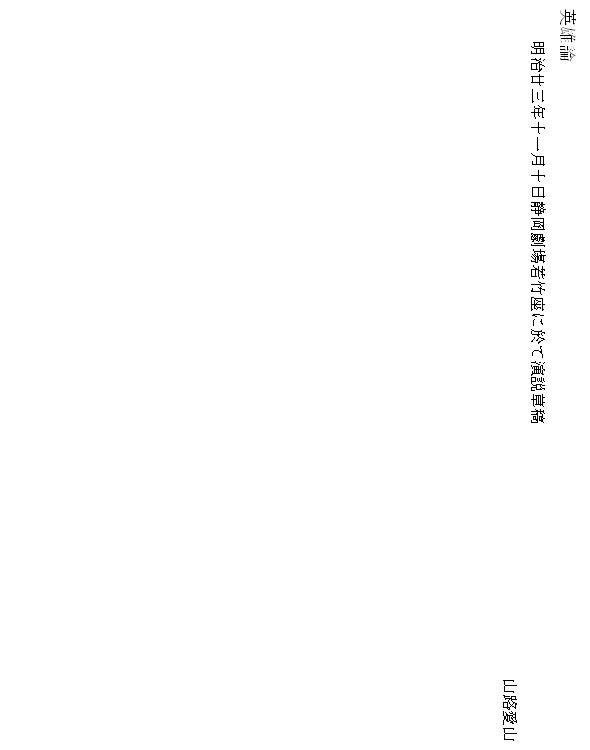 英雄論
明治廿三年十一月十日静岡劇塲若竹座に於て演説草稿
山路愛山